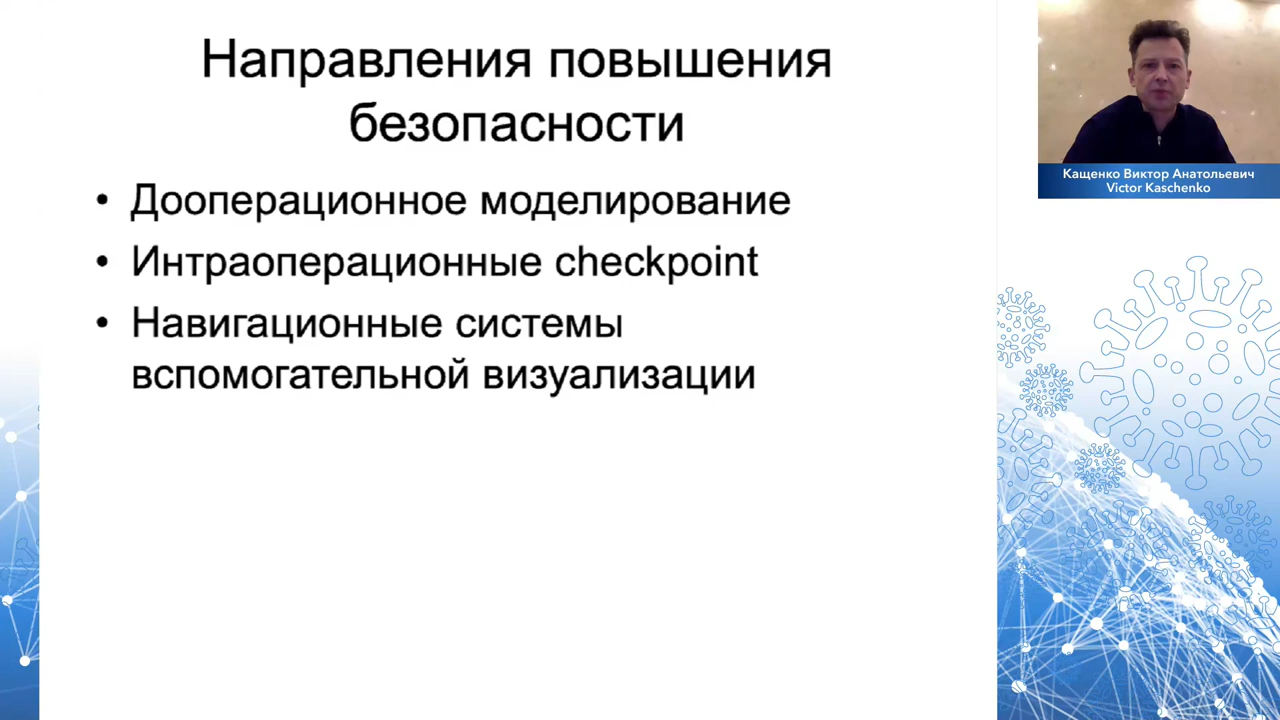 Направления повышения
безопасности
• Дооперационное моделирование
• Интраоперационные checkpoint
• Навигационные системы
вспомогательной визуализации
Кащенко Виктор Анатольевич
Victor Kaschenko